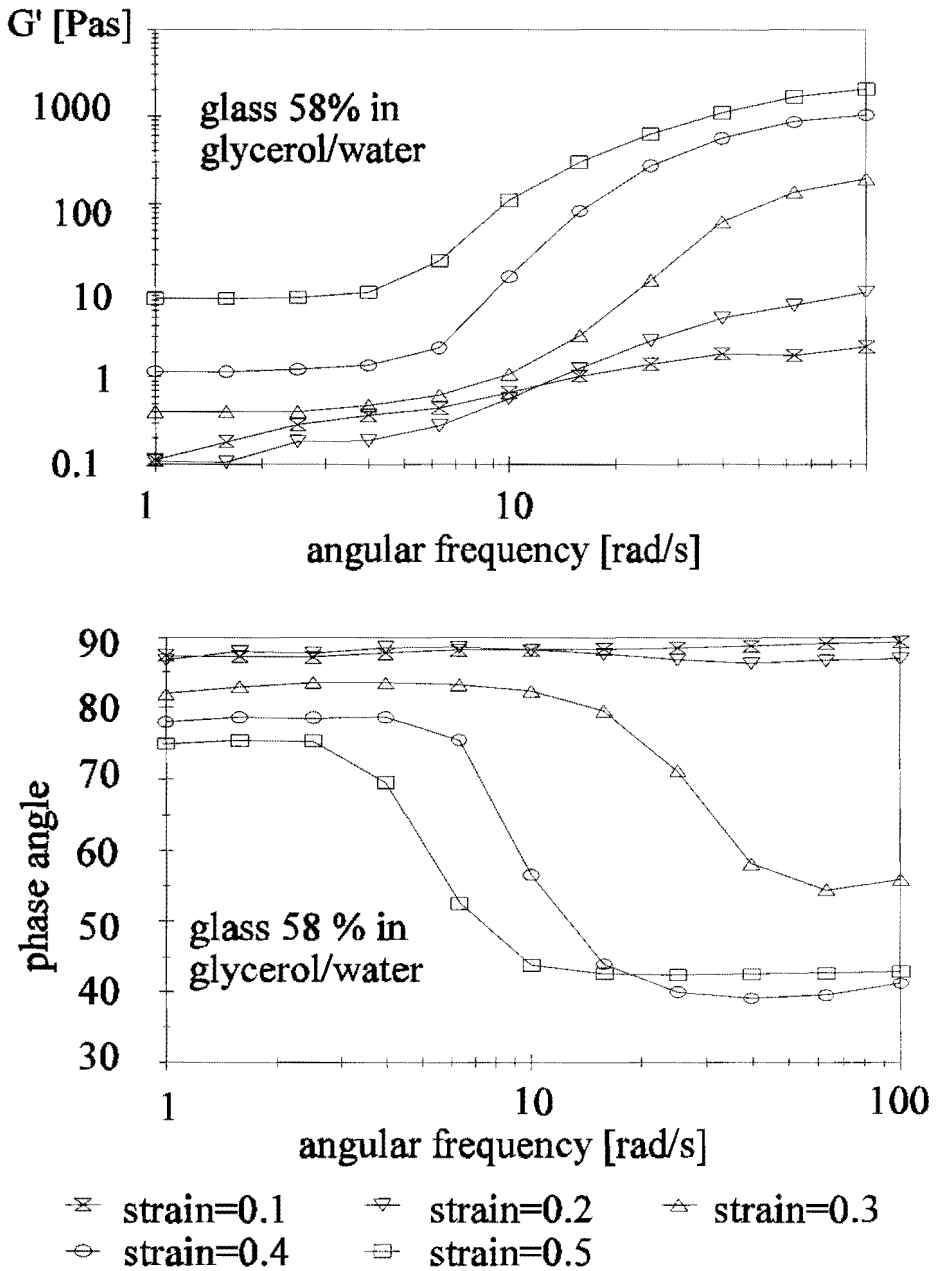 G' [Pas]
1000
100
10
1
0.1
glass 58% in
glycerol/water
1
10
angular frequency [rad/s]
90
80
70
60
50
40
30
phase angle
glass 58 % in
glycerol/water
1
10
100
angular frequency [rad/s]
strain=0.1 strain=0.2 strain=0.3
strain=0.4 strain=0.5